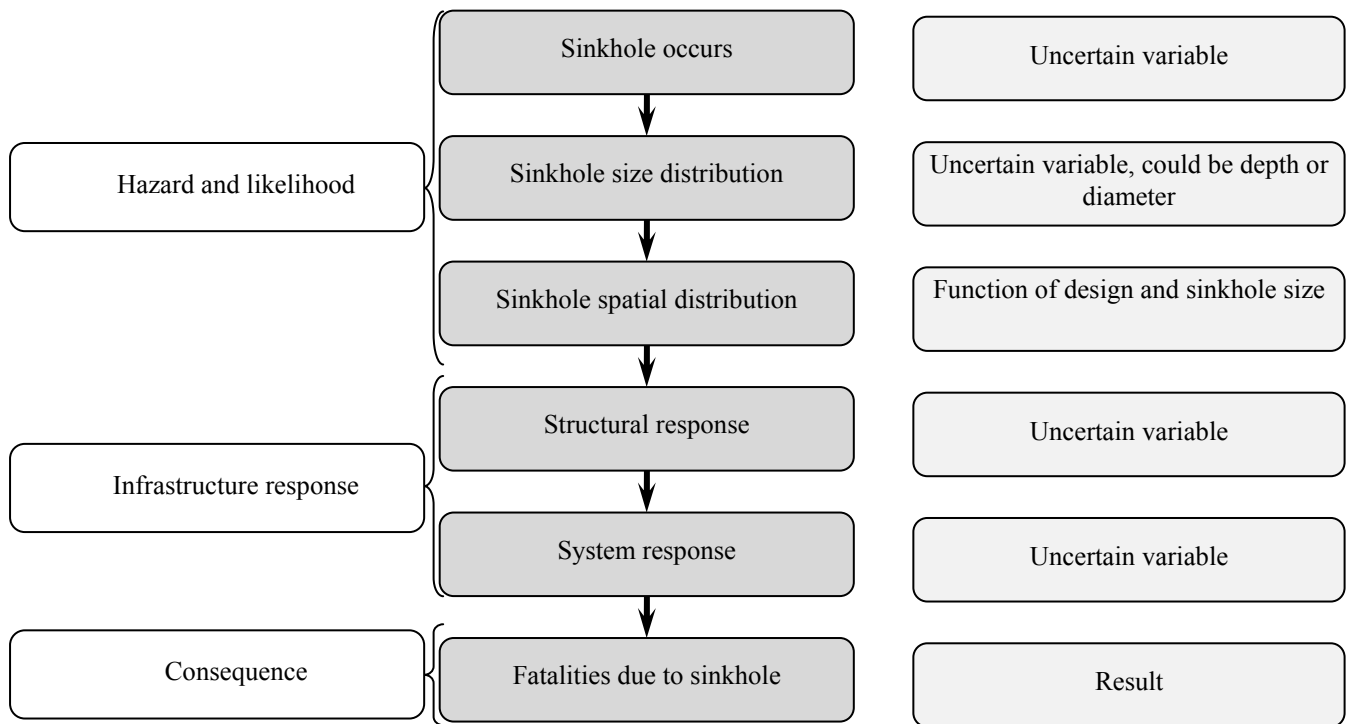 Sinkhole occurs
Uncertain variable
Hazard and likelihood
Sinkhole size distribution
Uncertain variable, could be depth or
diameter
Sinkhole spatial distribution
Function of design and sinkhole size
Structural response
Uncertain variable
Infrastructure response
System response
Uncertain variable
Consequence
Fatalities due to sinkhole
Result